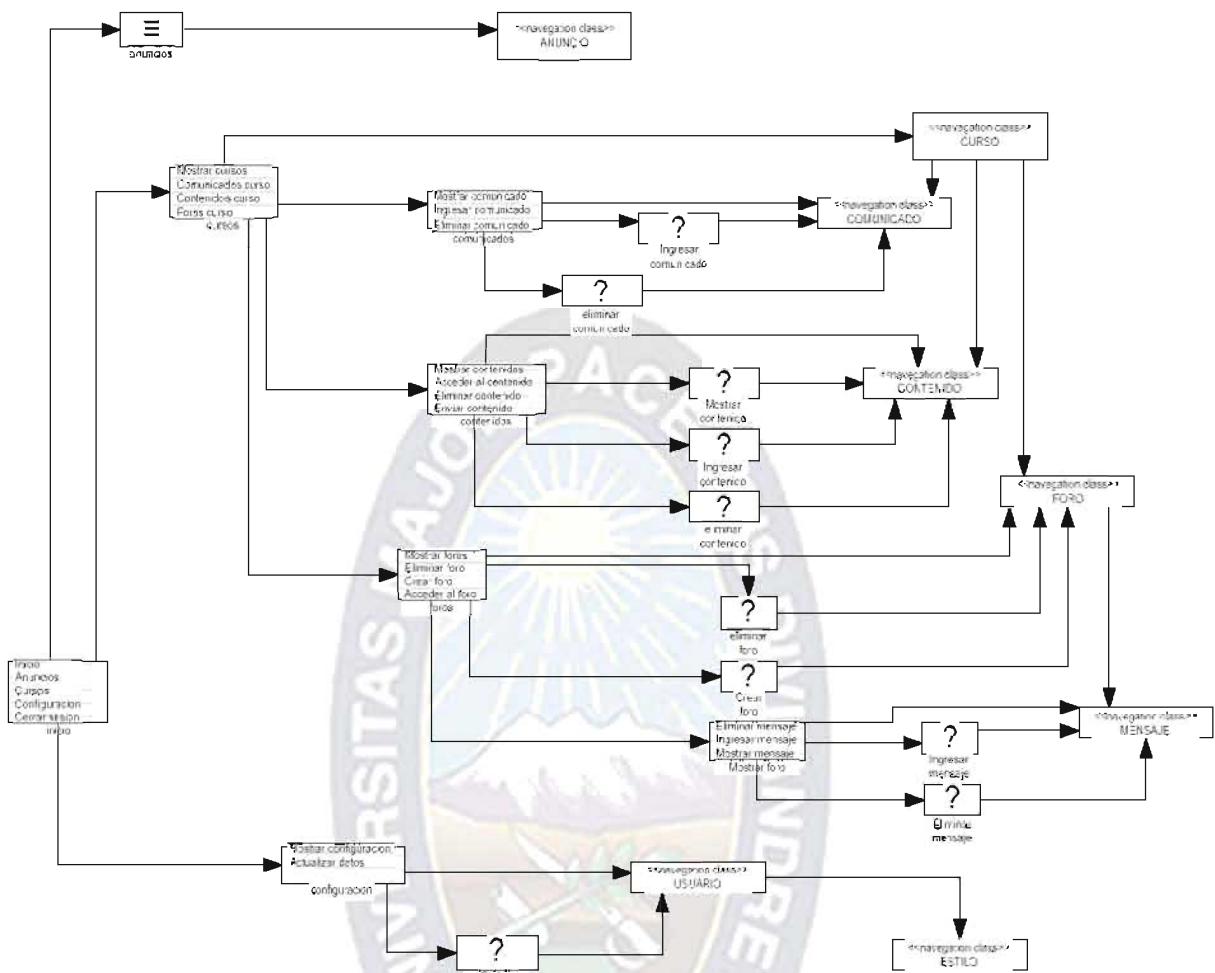 anuncios
<<navegation class>>
ANUNCIO
<<navegation class>>
CURSO
Mostrar cursos
Comunicados curso
Contenidos curso
Foros curso
cursos
Mostrar comunicado
Ingresar comunicado
Eliminar comunicado
comunicados
?
Ingresar
comunicado
<<navegation class>>
COMUNICADO
?
eliminar
comunicado
Mostrar contenidos
Acceder al contenido
Eliminar contenido
Enviar contenido
contenidos
?
Mostrar
contenido
<<navegation class>>
CONTENIDO
?
Ingresar
contenido
?
eliminar
contenido
<<navegation class>>
FORO
Mostrar foros
Eliminar foro
Crear foro
Acceder al foro
foros
?
eliminar
foro
?
Crear
foro
Inicio
Anuncios
Cursos
Configuracion
Cerrar sesion
inicio
Eliminar mensaje
Ingresar mensaje
Mostrar mensaje
Mostrar foro
?
Ingresar
mensaje
<<navegation class>>
MENSAJE
?
Eliminar
mensaje
Mostrar configuracion
Actualizar datos
configuracion
<<navegation class>>
USUARIO
?
<<navegation class>>
ESTILO